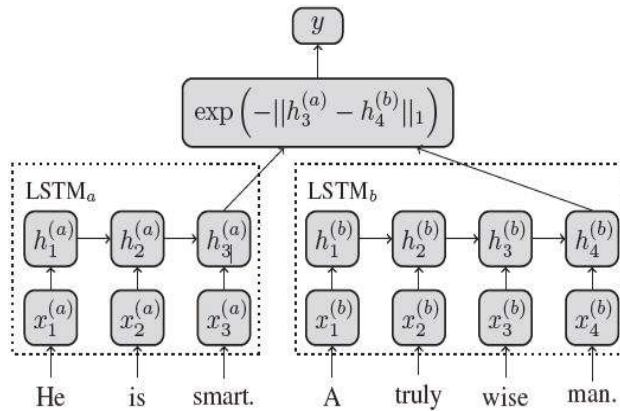 y
exp(−||h₃⁽ᵃ⁾ − h₄⁽ᵇ⁾||₁)
LSTMₐ LSTM_b
h₁⁽ᵃ⁾ h₂⁽ᵃ⁾ h₃⁽ᵃ⁾ h₁⁽ᵇ⁾ h₂⁽ᵇ⁾ h₃⁽ᵇ⁾ h₄⁽ᵇ⁾
x₁⁽ᵃ⁾ x₂⁽ᵃ⁾ x₃⁽ᵃ⁾ x₁⁽ᵇ⁾ x₂⁽ᵇ⁾ x₃⁽ᵇ⁾ x₄⁽ᵇ⁾
He is smart. A truly wise man.